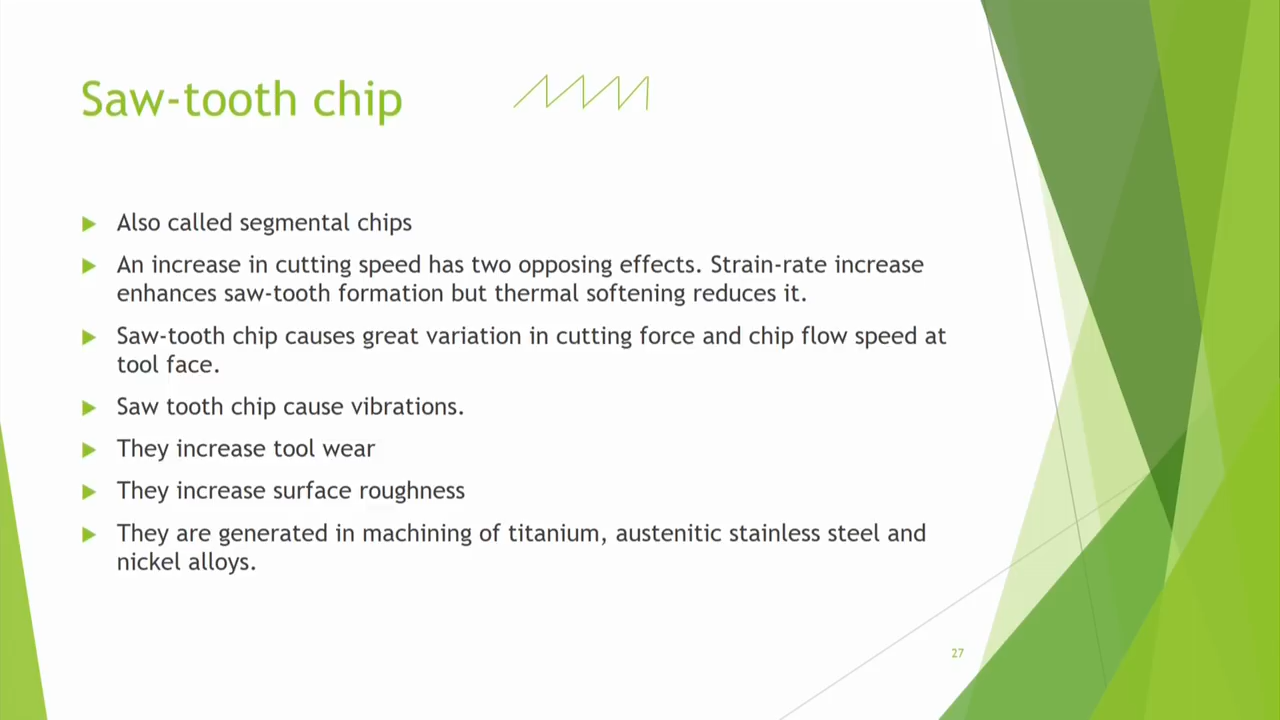 Saw-tooth chip
Also called segmental chips
An increase in cutting speed has two opposing effects. Strain-rate increase
enhances saw-tooth formation but thermal softening reduces it.
Saw-tooth chip causes great variation in cutting force and chip flow speed at
tool face.
Saw tooth chip cause vibrations.
They increase tool wear
They increase surface roughness
They are generated in machining of titanium, austenitic stainless steel and
nickel alloys.
27